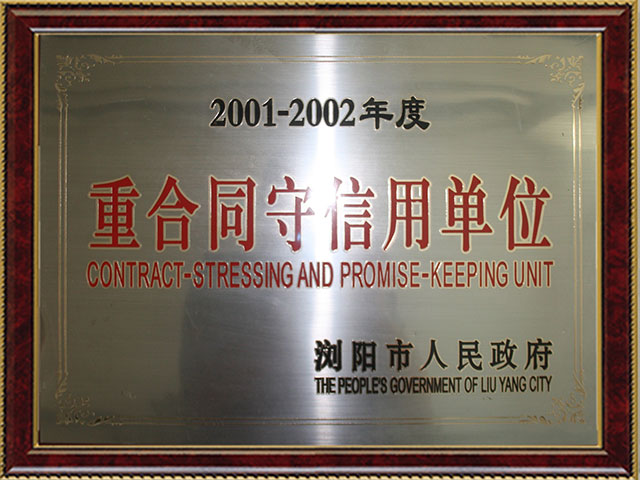 2001-2002年度
重合同守信用单位
CONTRACT-STRESSING AND PROMISE-KEEPING UNIT
浏阳市人民政府
THE PEOPLE'S GOVERNMENT OF LIU YANG CITY